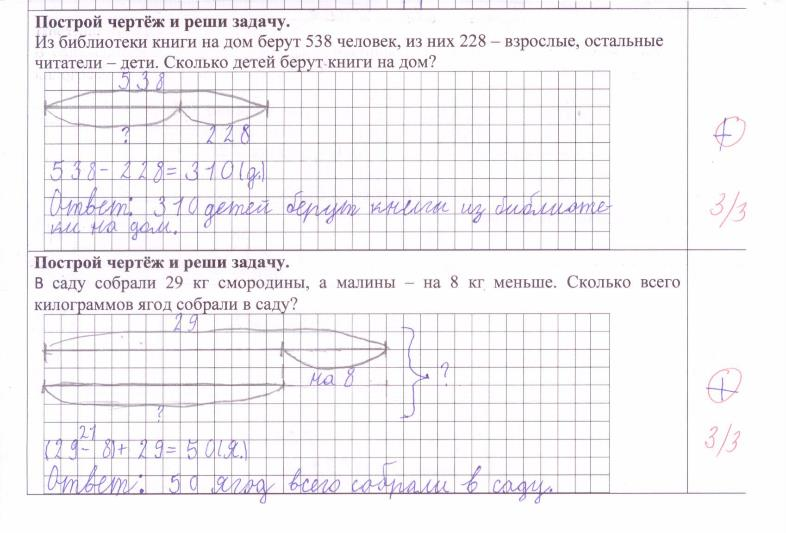 Построй чертёж и реши задачу.
Из библиотеки книги на дом берут 538 человек, из них 228 – взрослые, остальные
читатели – дети. Сколько детей берут книги на дом?
538
? 228
+
538-228=310(д.)
Ответ: 310 детей берут книги из библиоте-
ки на дом.
3/3
Построй чертёж и реши задачу.
В саду собрали 29 кг смородины, а малины – на 8 кг меньше. Сколько всего
килограммов ягод собрали в саду?
29
на 8 ?
?
+
21
(29-8)+29=50(Я.)
3/3
Ответ: 50 ягод всего собрали в саду.